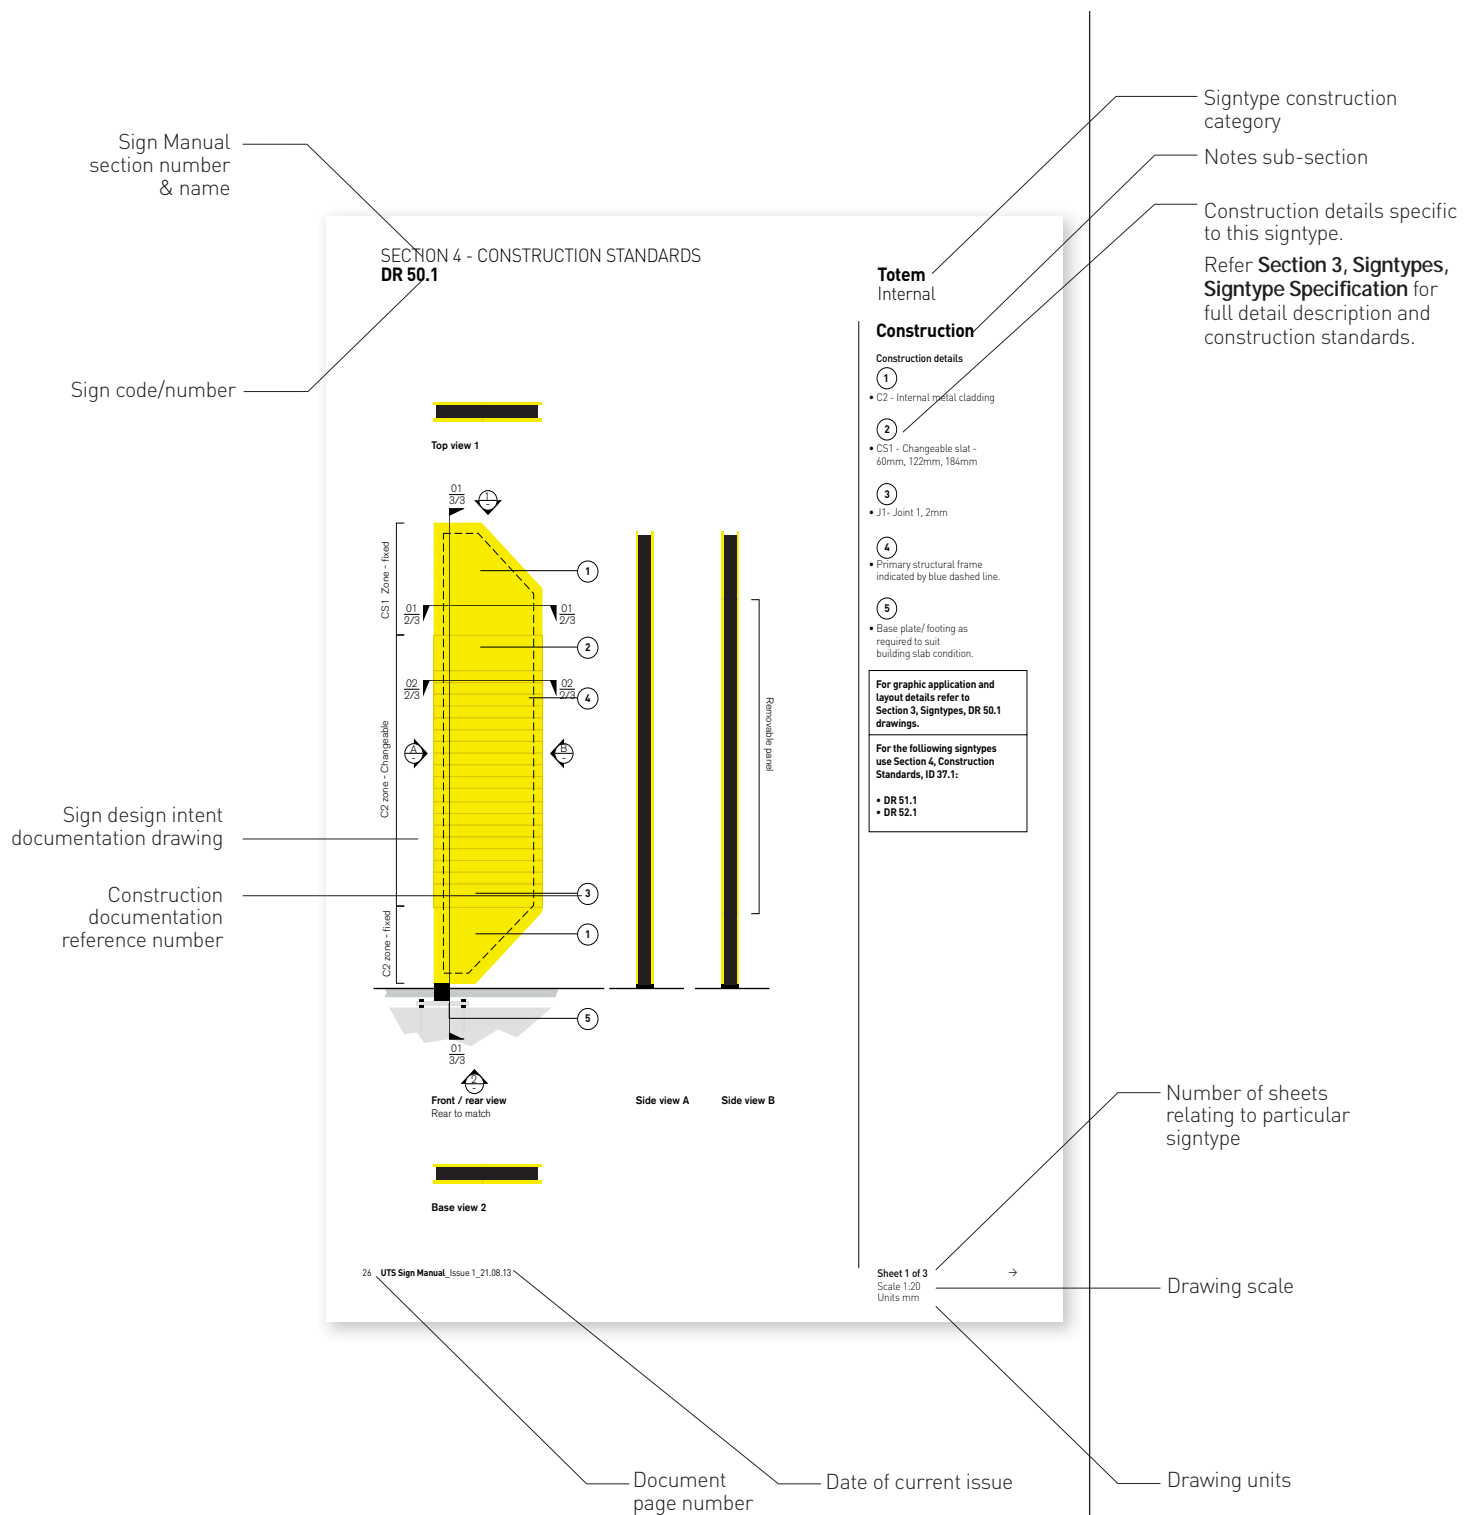 Signtype construction
category
Sign Manual
section number
& name
Notes sub-section
Construction details specific
to this signtype.
Refer Section 3, Signtypes,
Signtype Specification for
full detail description and
construction standards.
Sign code/number
Sign design intent
documentation drawing
Construction
documentation
reference number
SECTION 4 - CONSTRUCTION STANDARDS
DR 50.1
Top view 1
01
3/3
1
-
CS1 Zone - fixed
C2 zone - Changeable
C2 zone - fixed
1
01
2/3
01
2/3
2
02
2/3
02
2/3
4
A
-
B
-
3
1
5
01
3/3
2
-
Removable panel
Front / rear view
Rear to match
Side view A
Side view B
Base view 2
Totem
Internal
Construction
Construction details
1
• C2 - Internal metal cladding
2
• CS1 - Changeable slat -
60mm, 122mm, 184mm
3
• J1- Joint 1, 2mm
4
• Primary structural frame
indicated by blue dashed line.
5
• Base plate/ footing as
required to suit
building slab condition.
For graphic application and
layout details refer to
Section 3, Signtypes, DR 50.1
drawings.
For the following signtypes
use Section 4, Construction
Standards, ID 37.1:
• DR 51.1
• DR 52.1
26 UTS Sign Manual_Issue 1_21.08.13
Sheet 1 of 3 →
Scale 1:20
Units mm
Number of sheets
relating to particular
signtype
Drawing scale
Drawing units
Document
page number
Date of current issue